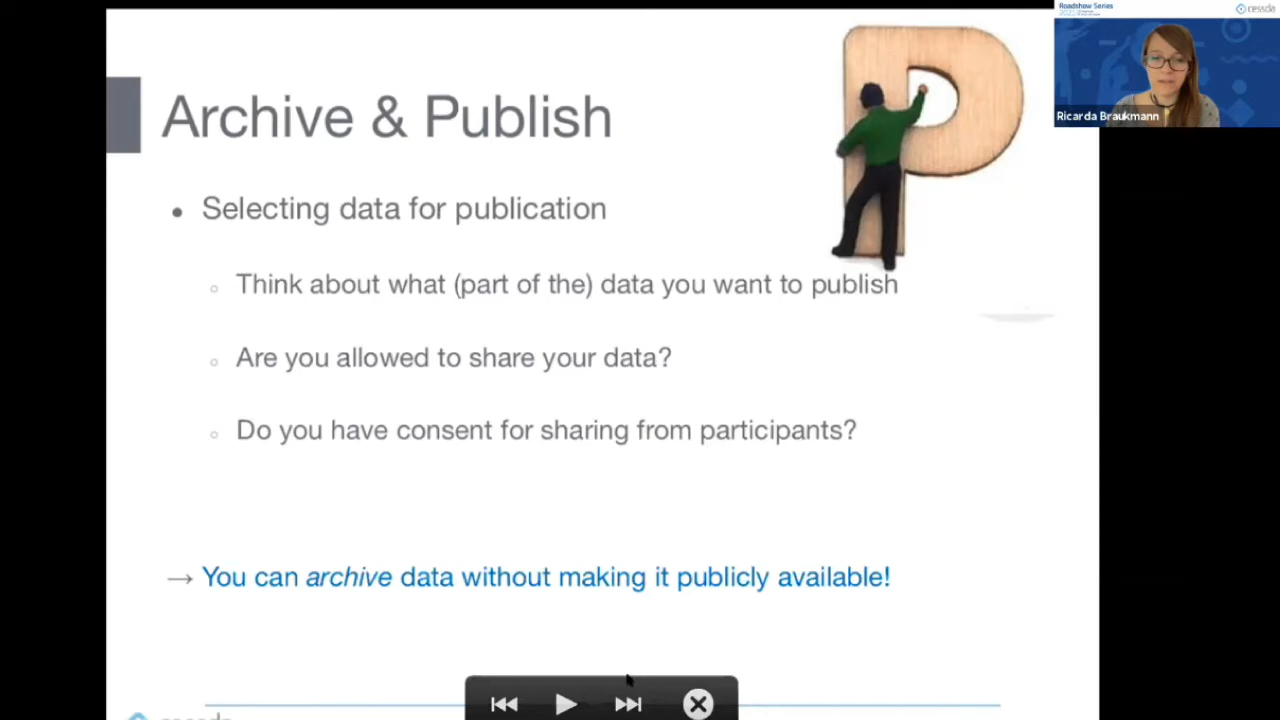 Roadshow Series
cessda
Ricarda Braukmann
Archive & Publish
• Selecting data for publication
○ Think about what (part of the) data you want to publish
○ Are you allowed to share your data?
○ Do you have consent for sharing from participants?
→ You can archive data without making it publicly available!